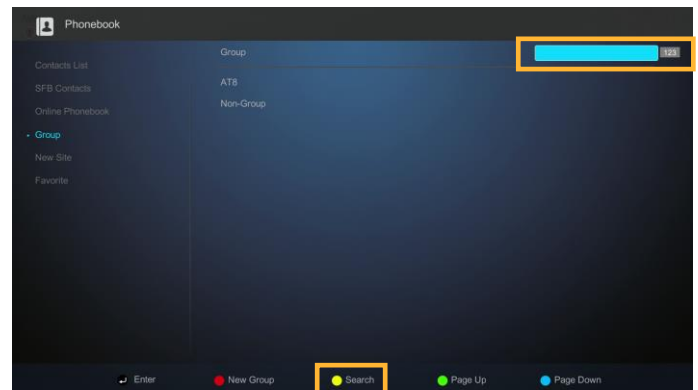 Phonebook
Group
123
Contacts List
SFB Contacts
Online Phonebook
Group
New Site
Favorite
AT8
Non-Group
Enter
New Group
Search
Page Up
Page Down